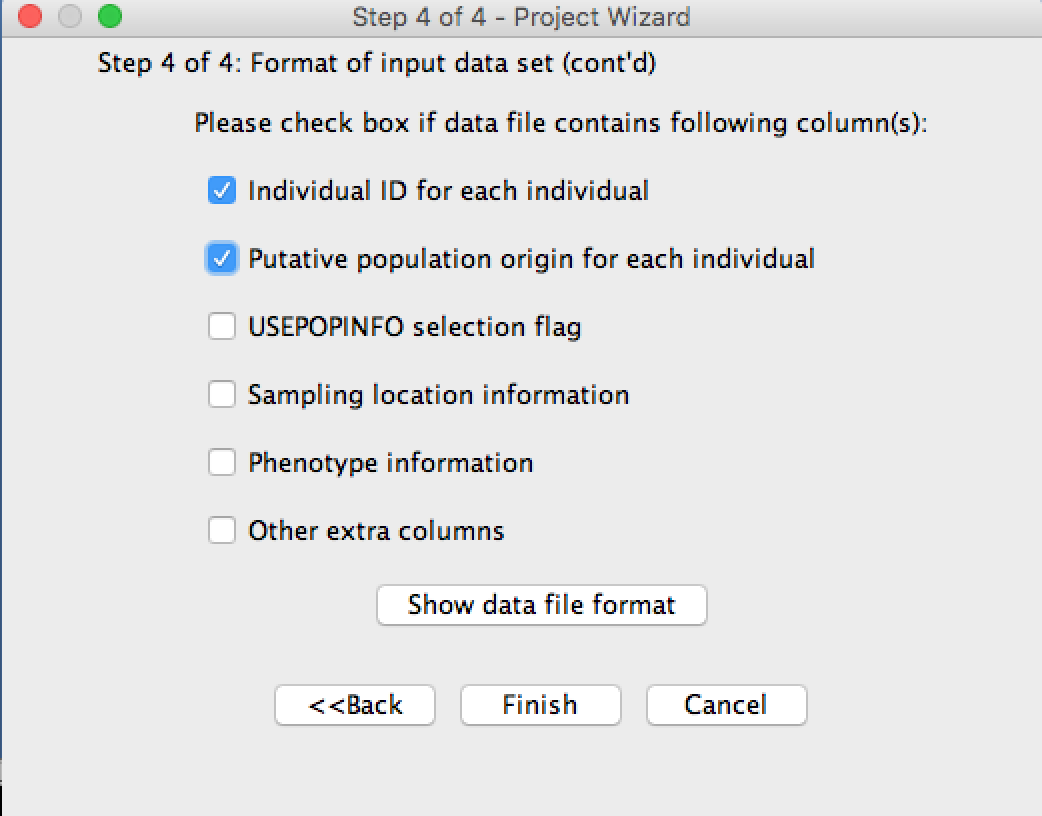 Step 4 of 4 - Project Wizard
Step 4 of 4: Format of input data set (cont'd)
Please check box if data file contains following column(s):
Individual ID for each individual
Putative population origin for each individual
USEPOPINFO selection flag
Sampling location information
Phenotype information
Other extra columns
Show data file format
<<Back Finish Cancel